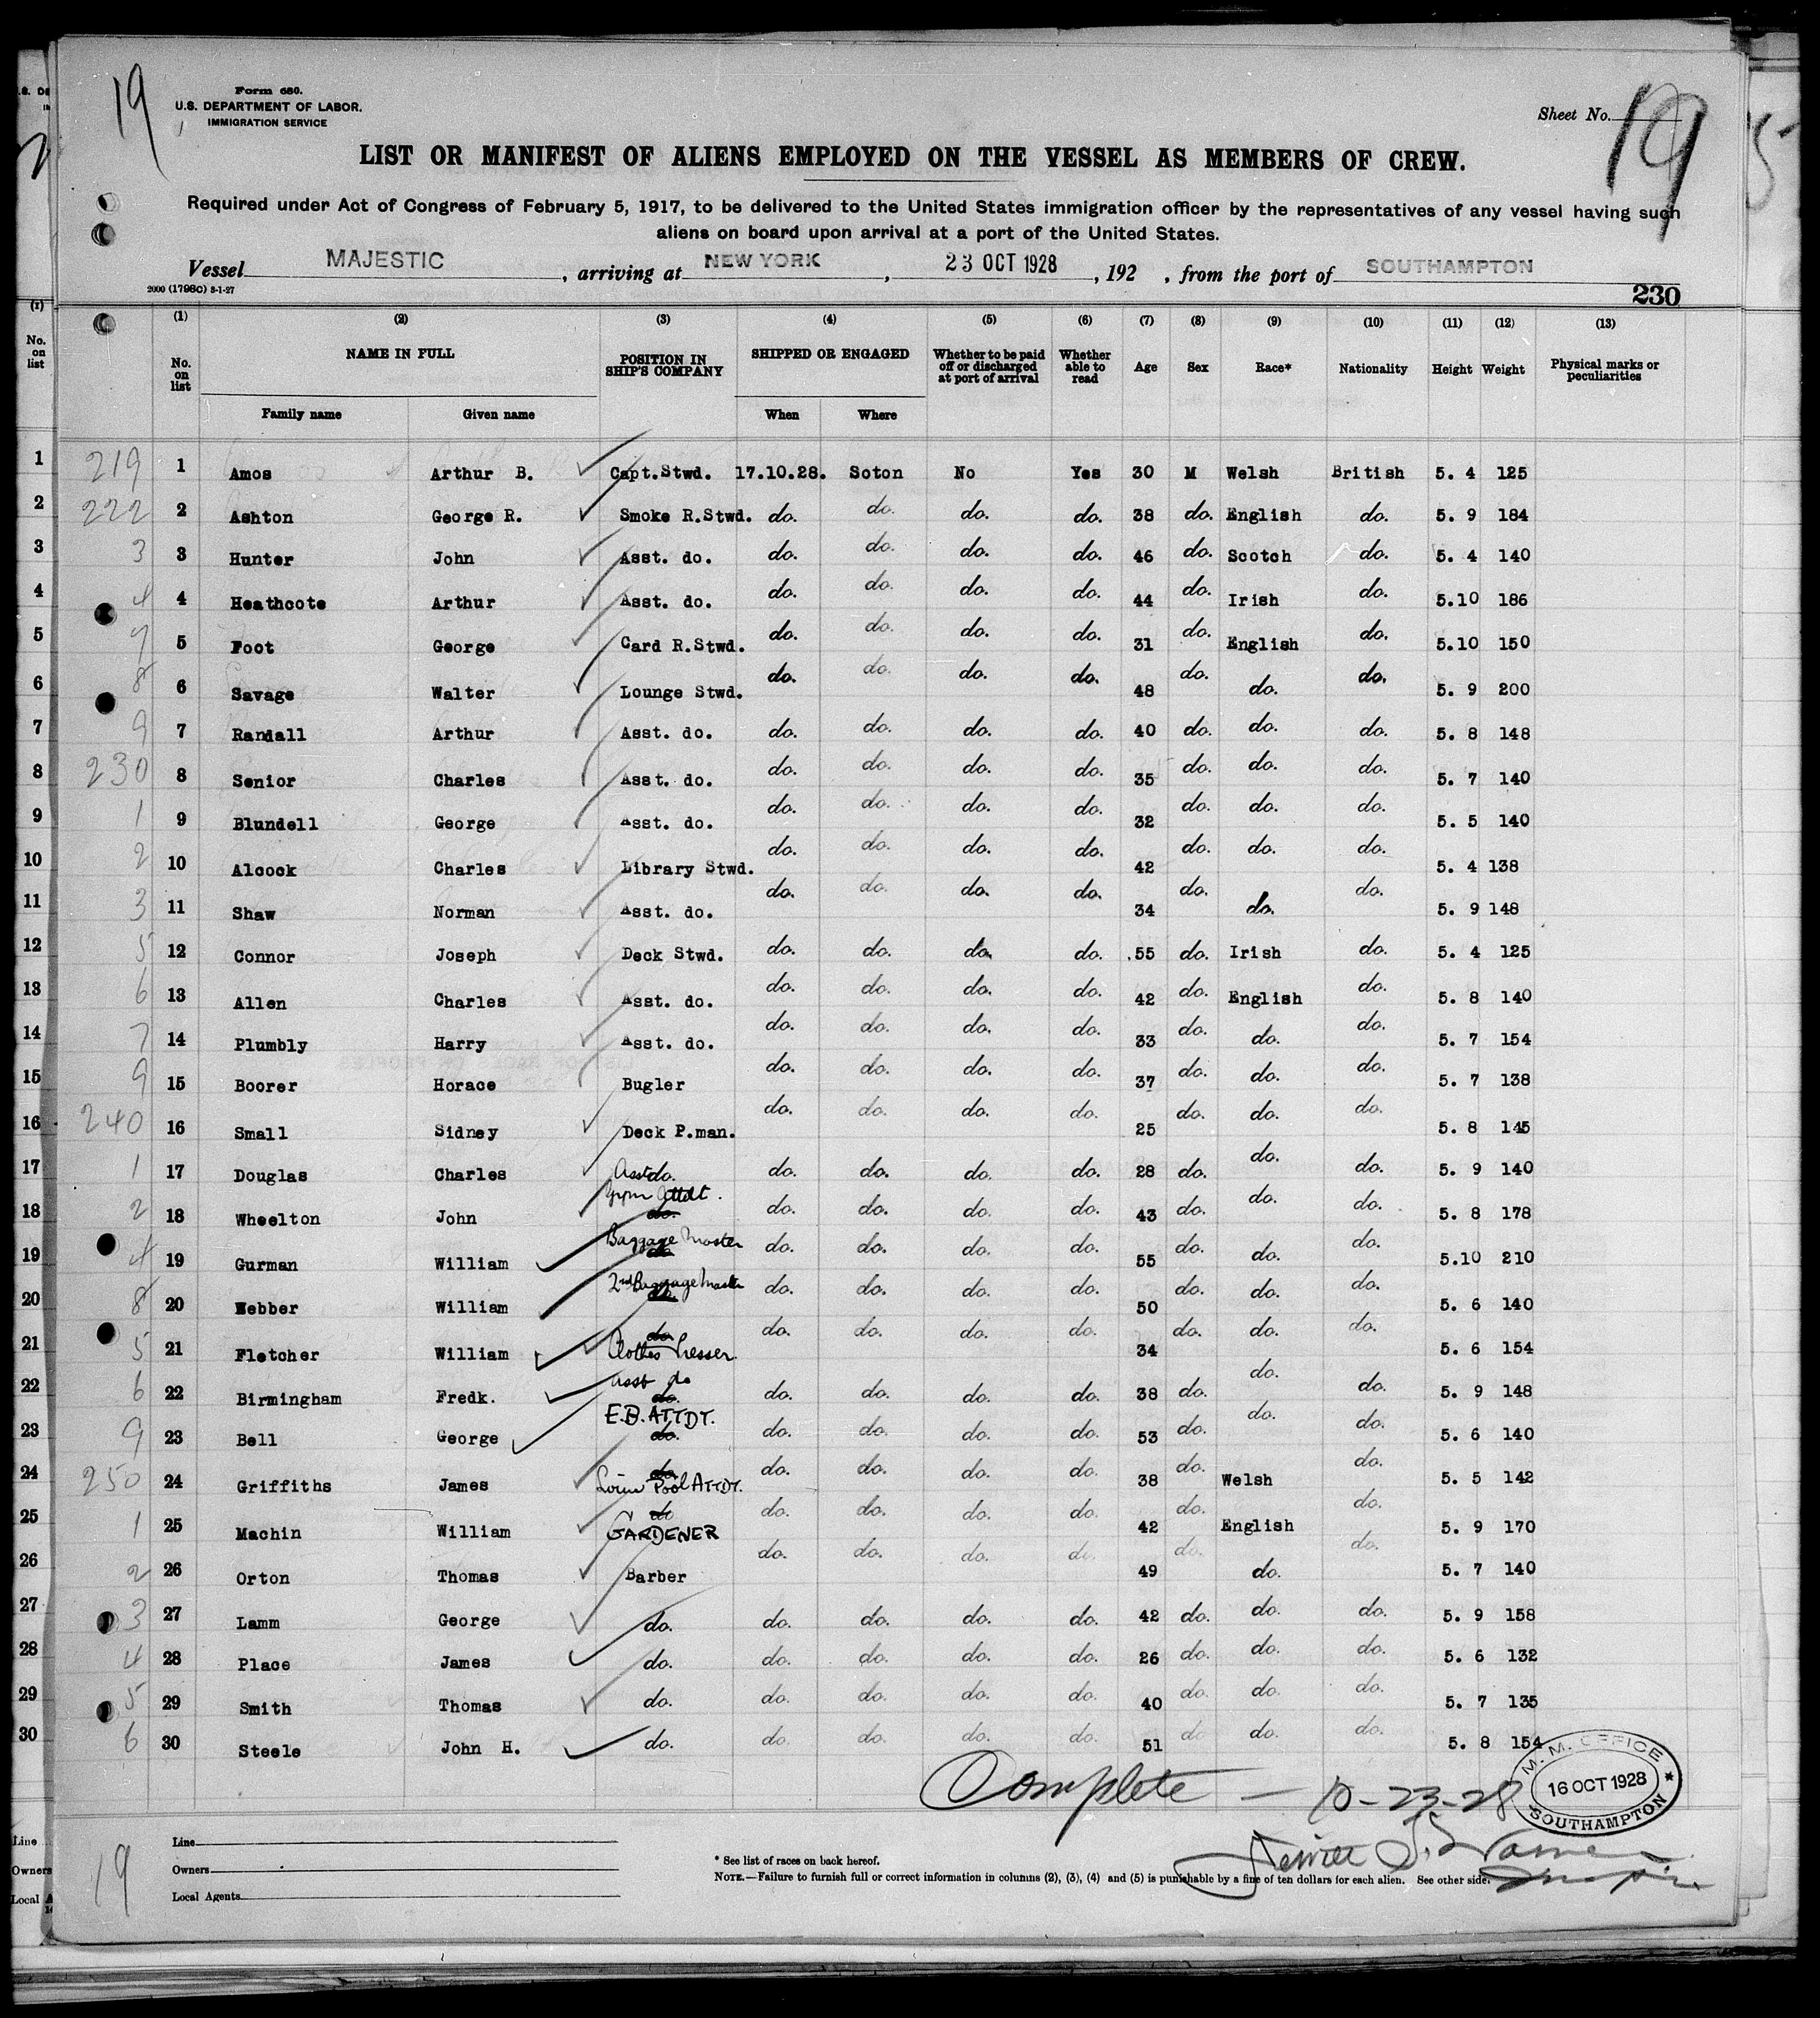 19
Form 680.
U.S. DEPARTMENT OF LABOR.
IMMIGRATION SERVICE
Sheet No. 19
LIST OR MANIFEST OF ALIENS EMPLOYED ON THE VESSEL AS MEMBERS OF CREW.
Required under Act of Congress of February 5, 1917, to be delivered to the United States immigration officer by the representatives of any vessel having such
aliens on board upon arrival at a port of the United States.
Vessel MAJESTIC, arriving at NEW YORK, 23 OCT 1928, 192 , from the port of SOUTHAMPTON
2000 (1798c) 3-1-27
230
(1) (2) (3) (4) (5) (6) (7) (8) (9) (10) (11) (12) (13)
No. on list NAME IN FULL POSITION IN SHIP'S COMPANY SHIPPED OR ENGAGED Whether to be paid off or discharged at port of arrival Whether able to read Age Sex Race* Nationality Height Weight Physical marks or peculiarities
Family name Given name When Where
219 1 Amos Arthur B. Capt.Stwd. 17.10.28. Soton No Yes 30 M Welsh British 5. 4 125
222 2 Ashton George R. Smoke R.Stwd. do. do. do. do. 38 do. English do. 5. 9 184
3 3 Hunter John Asst. do. do. do. do. do. 46 do. Scotch do. 5. 4 140
4 4 Heathcote Arthur Asst. do. do. do. do. do. 44 do. Irish do. 5.10 186
7 5 Foot George Card R.Stwd. do. do. do. do. 31 do. English do. 5.10 150
8 6 Savage Walter Lounge Stwd. do. do. do. do. 48 do. do. do. 5. 9 200
9 7 Randall Arthur Asst. do. do. do. do. do. 40 do. do. do. 5. 8 148
230 8 Senior Charles Asst. do. do. do. do. do. 35 do. do. do. 5. 7 140
1 9 Blundell George Asst. do. do. do. do. do. 32 do. do. do. 5. 5 140
2 10 Alcock Charles Library Stwd. do. do. do. do. 42 do. do. do. 5. 4 138
3 11 Shaw Norman Asst. do. do. do. do. do. 34 do. do. do. 5. 9 148
5 12 Connor Joseph Deck Stwd. do. do. do. do. 55 do. Irish do. 5. 4 125
6 13 Allen Charles Asst. do. do. do. do. do. 42 do. English do. 5. 8 140
7 14 Plumbly Harry Asst. do. do. do. do. do. 33 do. do. do. 5. 7 154
9 15 Boorer Horace Bugler do. do. do. do. 37 do. do. do. 5. 7 138
240 16 Small Sidney Deck P.man. do. do. do. do. 25 do. do. do. 5. 8 145
1 17 Douglas Charles Asst do. do. do. do. do. 28 do. do. do. 5. 9 140
2 18 Wheelton John Gym Attdt. do. do. do. do. do. 43 do. do. do. 5. 8 178
4 19 Gurman William Baggage Master do. do. do. do. do. 55 do. do. do. 5.10 210
8 20 Webber William 2nd Baggage Master do. do. do. do. do. 50 do. do. do. 5. 6 140
5 21 Fletcher William do. Clothes Presser. do. do. do. do. 34 do. do. do. 5. 6 154
6 22 Birmingham Fredk. Asst do do. do. do. do. do. 38 do. do. do. 5. 9 148
9 23 Bell George E.B. ATTDT. do. do. do. do. do. 53 do. do. do. 5. 6 140
250 24 Griffiths James do. Swim Pool ATTDT. do. do. do. do. 38 do. Welsh do. 5. 5 142
1 25 Machin William do GARDENER do. do. do. do. 42 do. English do. 5. 9 170
2 26 Orton Thomas Barber do. do. do. do. 49 do. do. do. 5. 7 140
3 27 Lamm George do. do. do. do. do. 42 do. do. do. 5. 9 158
4 28 Place James do. do. do. do. do. 26 do. do. do. 5. 6 132
5 29 Smith Thomas do. do. do. do. do. 40 do. do. do. 5. 7 135
6 30 Steele John H. do. do. do. do. do. 51 do do. do. 5. 8 154
Complete — 10-23-28
M. M. OFFICE
16 OCT 1928
SOUTHAMPTON
19
Line
Owners
Local Agents
* See list of races on back hereof.
NOTE.—Failure to furnish full or correct information in columns (2), (3), (4) and (5) is punishable by a fine of ten dollars for each alien. See other side.